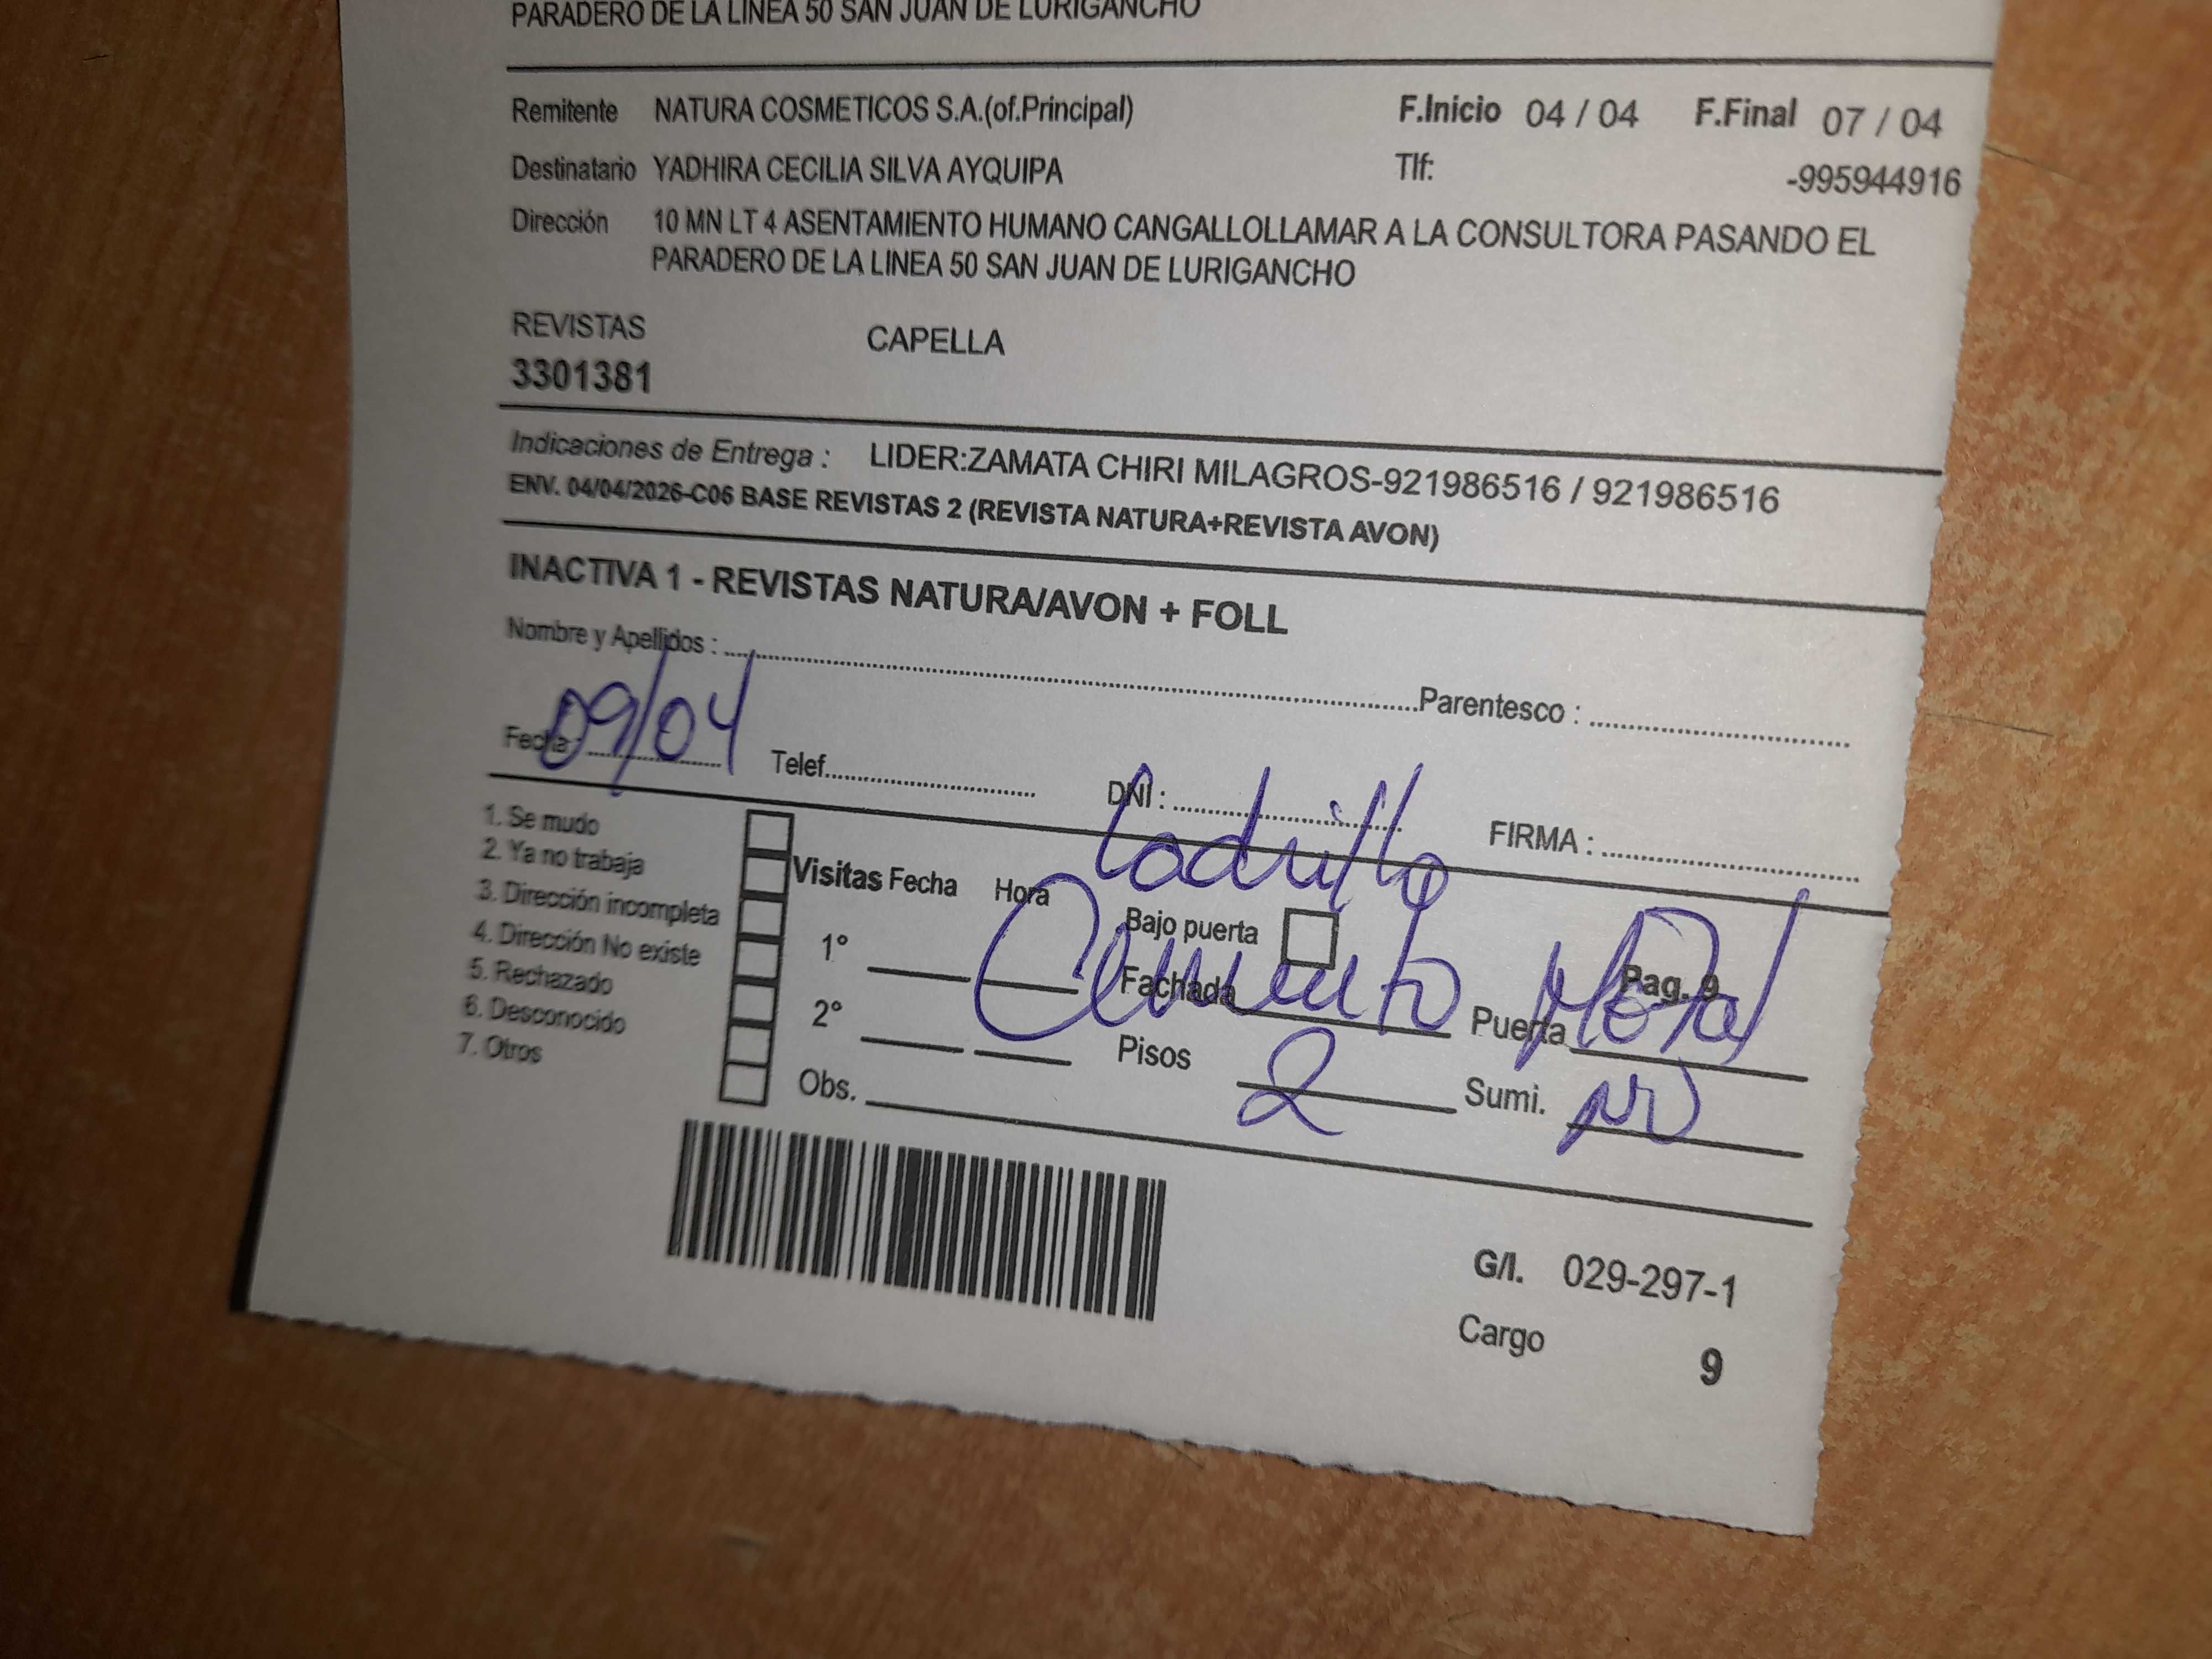 PARADERO DE LA LINEA 50 SAN JUAN DE LURIGANCHO
Remitente NATURA COSMETICOS S.A.(of.Principal) F.Inicio 04 / 04 F.Final 07 / 04
Destinatario YADHIRA CECILIA SILVA AYQUIPA Tlf: -995944916
Dirección 10 MN LT 4 ASENTAMIENTO HUMANO CANGALLOLLAMAR A LA CONSULTORA PASANDO EL
PARADERO DE LA LINEA 50 SAN JUAN DE LURIGANCHO
REVISTAS CAPELLA
3301381
Indicaciones de Entrega : LIDER:ZAMATA CHIRI MILAGROS-921986516 / 921986516
ENV. 04/04/2026-C06 BASE REVISTAS 2 (REVISTA NATURA+REVISTA AVON)
INACTIVA 1 - REVISTAS NATURA/AVON + FOLL
Nombre y Apellidos : Parentesco :
Fecha : 09/04 Telef. DNI : FIRMA :
Ladrillo
1. Se mudo
2. Ya no trabaja
3. Dirección incompleta
4. Dirección No existe
5. Rechazado
6. Desconocido
7. Otros
Visitas Fecha Hora
1°
2°
Obs.
Bajo puerta
Pag. 9
Fachada Cemento Puerta Metal
Pisos 2 Sumi. NO
G/I. 029-297-1
Cargo 9